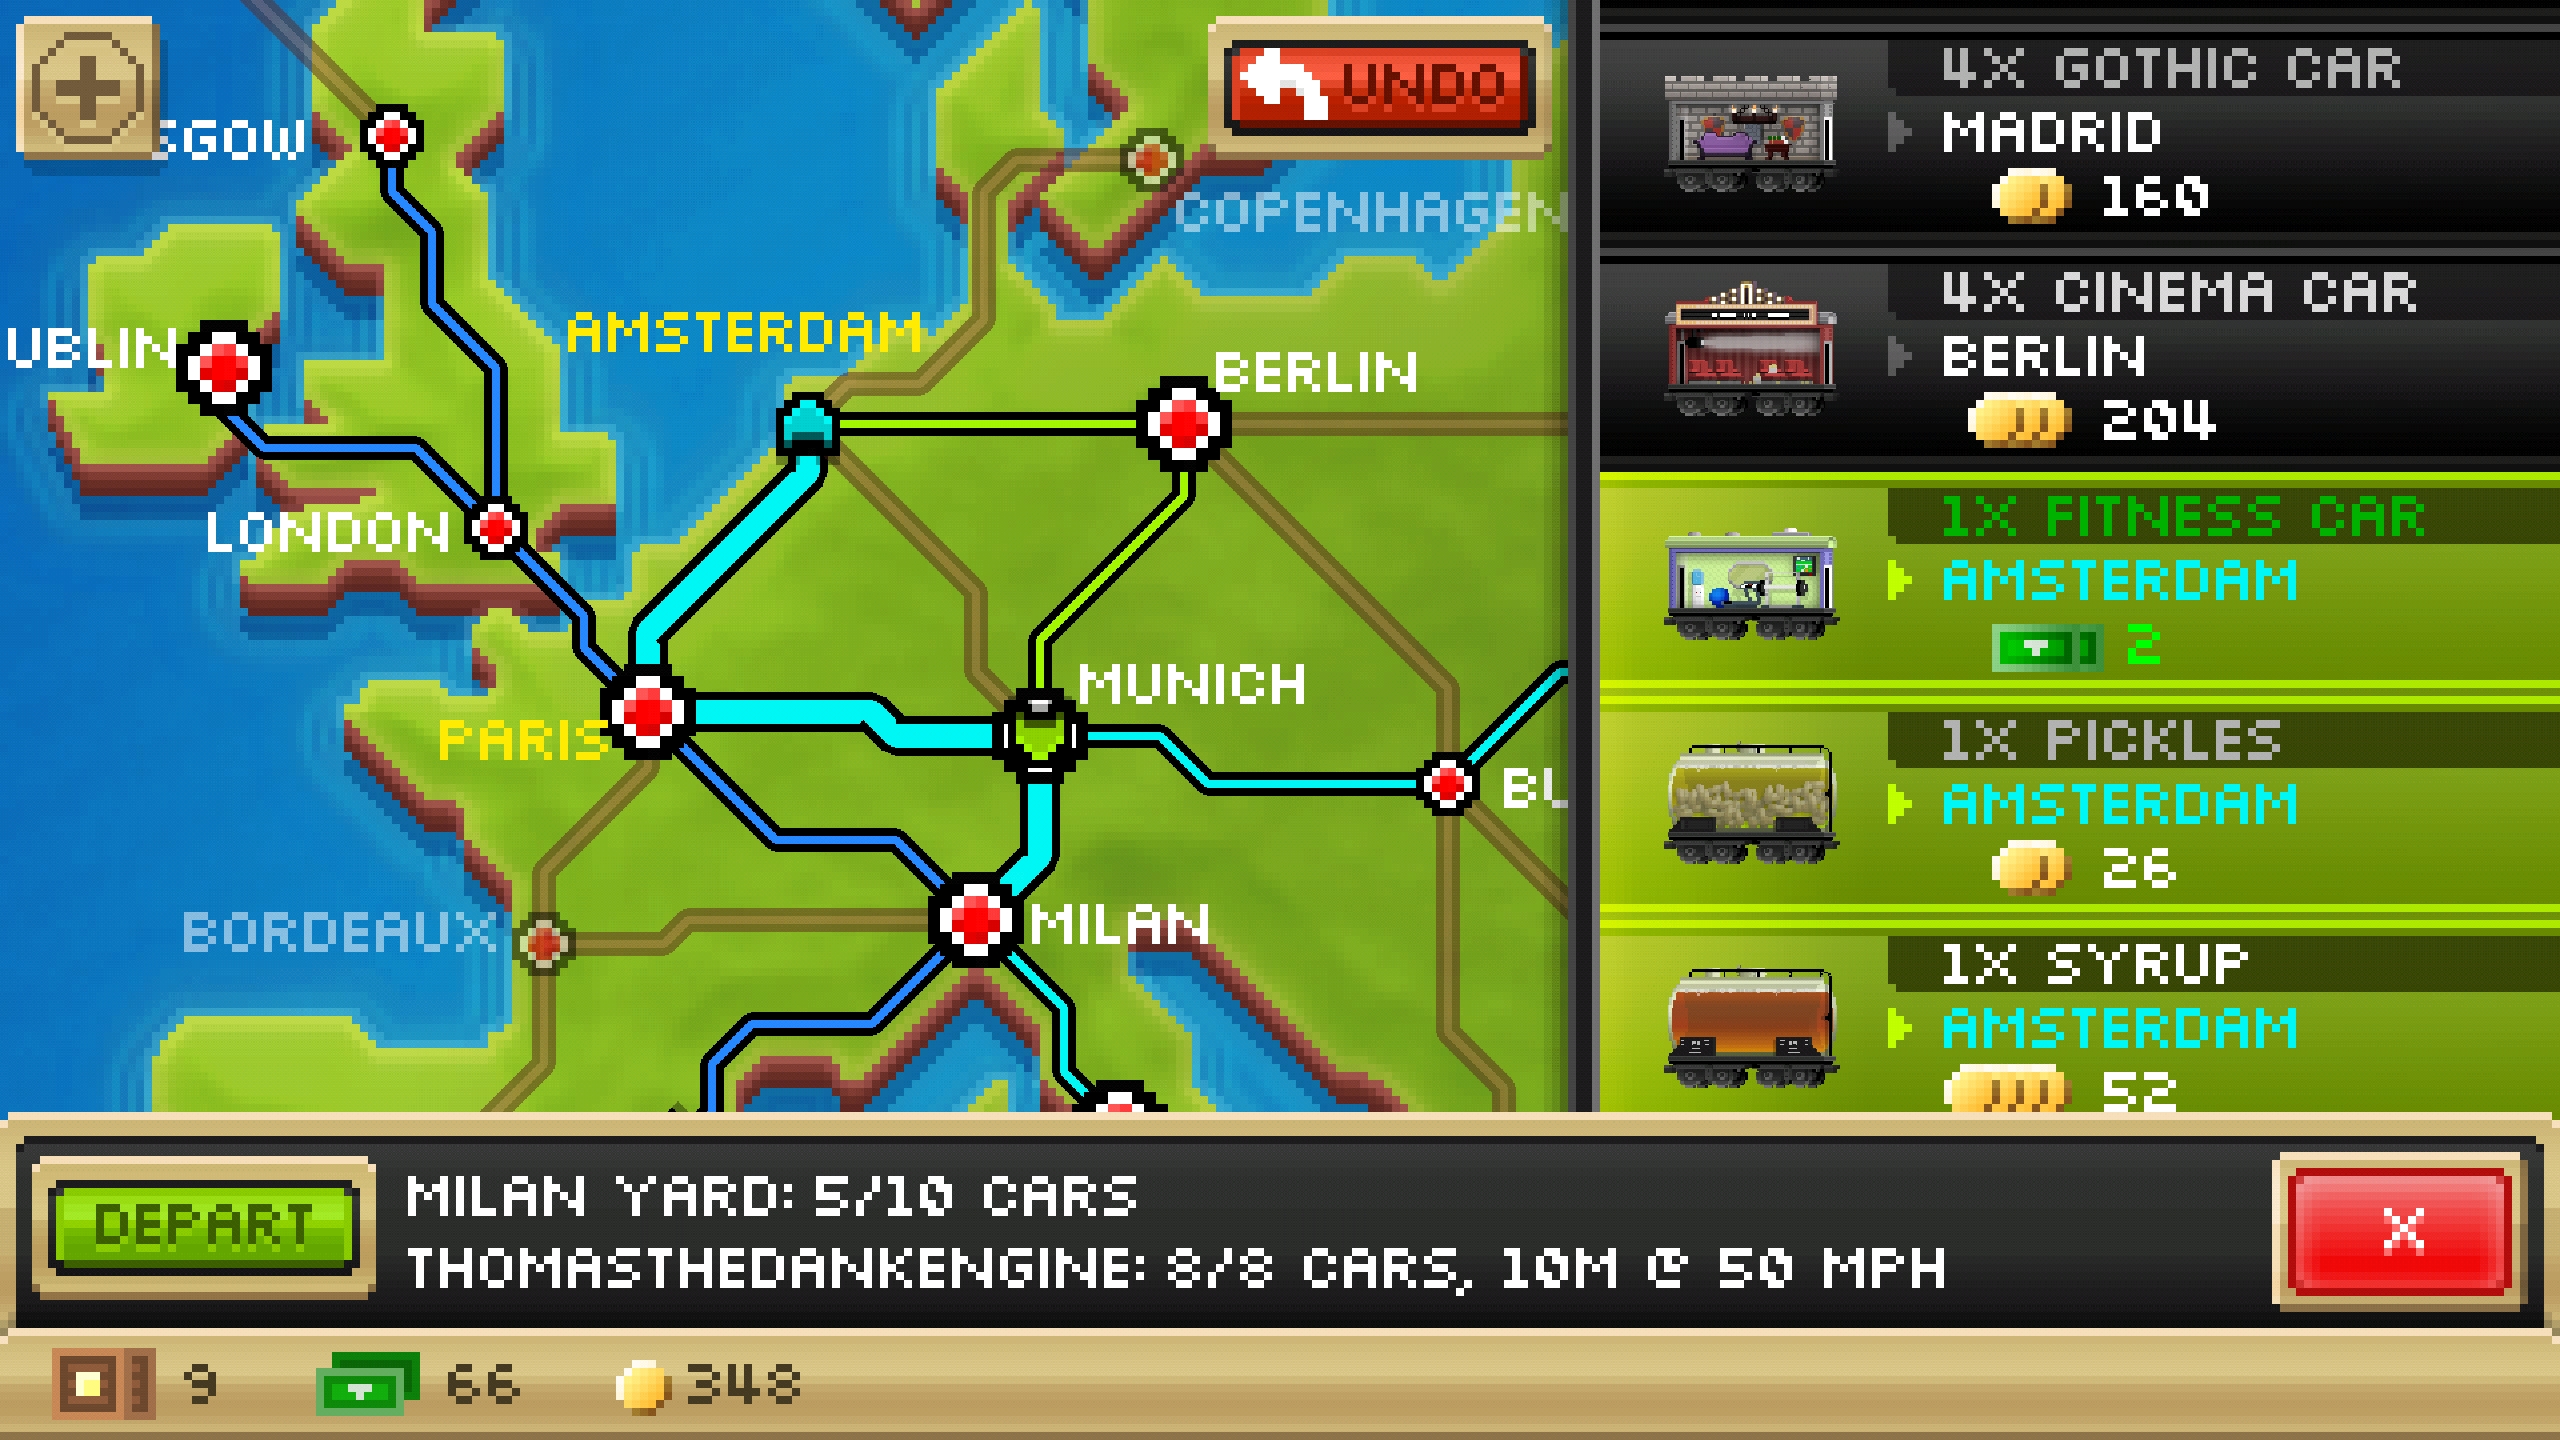 SGOW
UNDO
COPENHAGEN
UBLIN
AMSTERDAM
BERLIN
LONDON
MUNICH
PARIS
BU
BORDEAUX
MILAN
4X GOTHIC CAR
MADRID
160
4X CINEMA CAR
BERLIN
204
1X FITNESS CAR
AMSTERDAM
2
1X PICKLES
AMSTERDAM
26
1X SYRUP
AMSTERDAM
52
DEPART
MILAN YARD: 5/10 CARS
THOMASTHEDANKENGINE: 8/8 CARS, 10M @ 50 MPH
X
9
66
348